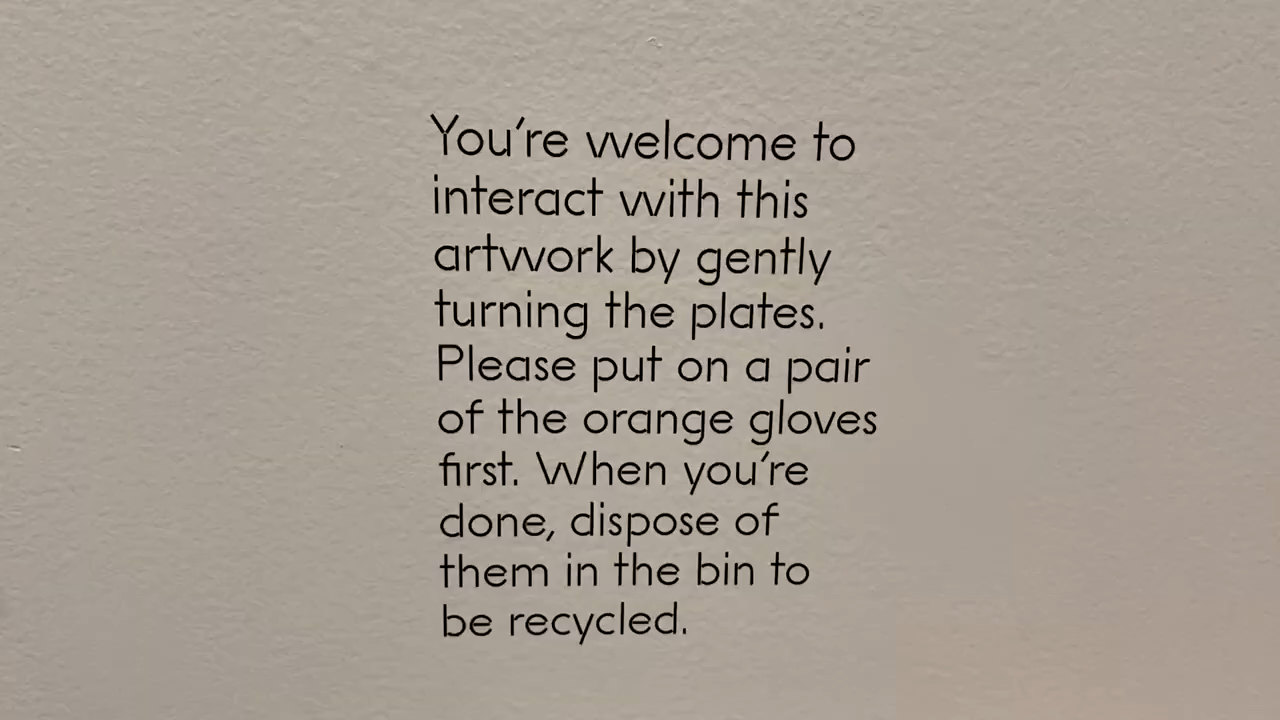 You're welcome to
interact with this
artwork by gently
turning the plates.
Please put on a pair
of the orange gloves
first. When you're
done, dispose of
them in the bin to
be recycled.